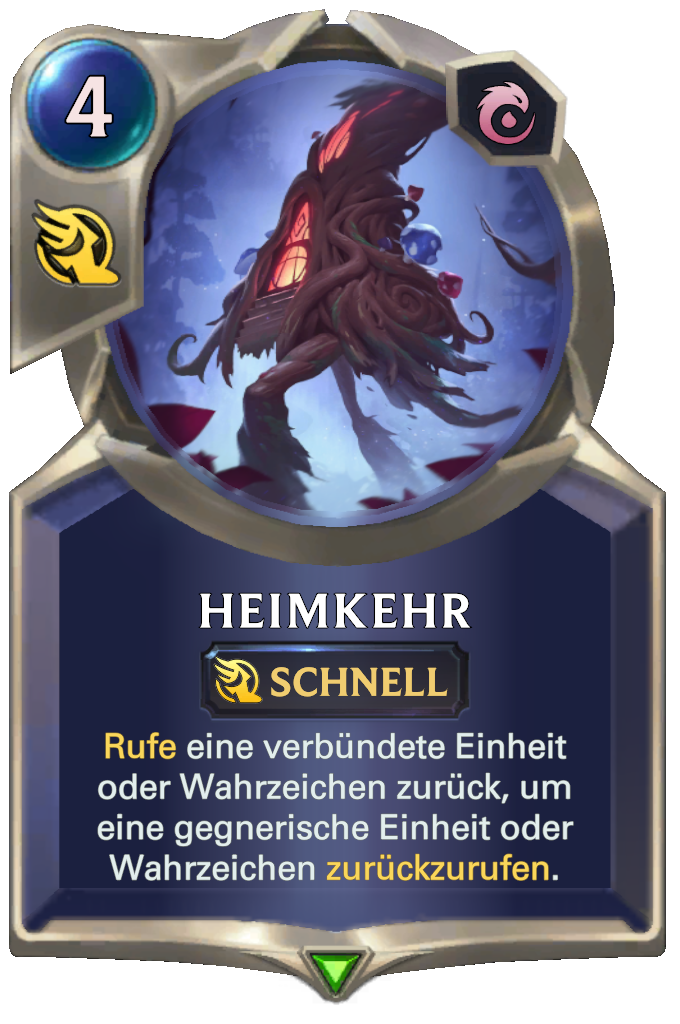 4
HEIMKEHR
SCHNELL
Rufe eine verbündete Einheit
oder Wahrzeichen zurück, um
eine gegnerische Einheit oder
Wahrzeichen zurückzurufen.